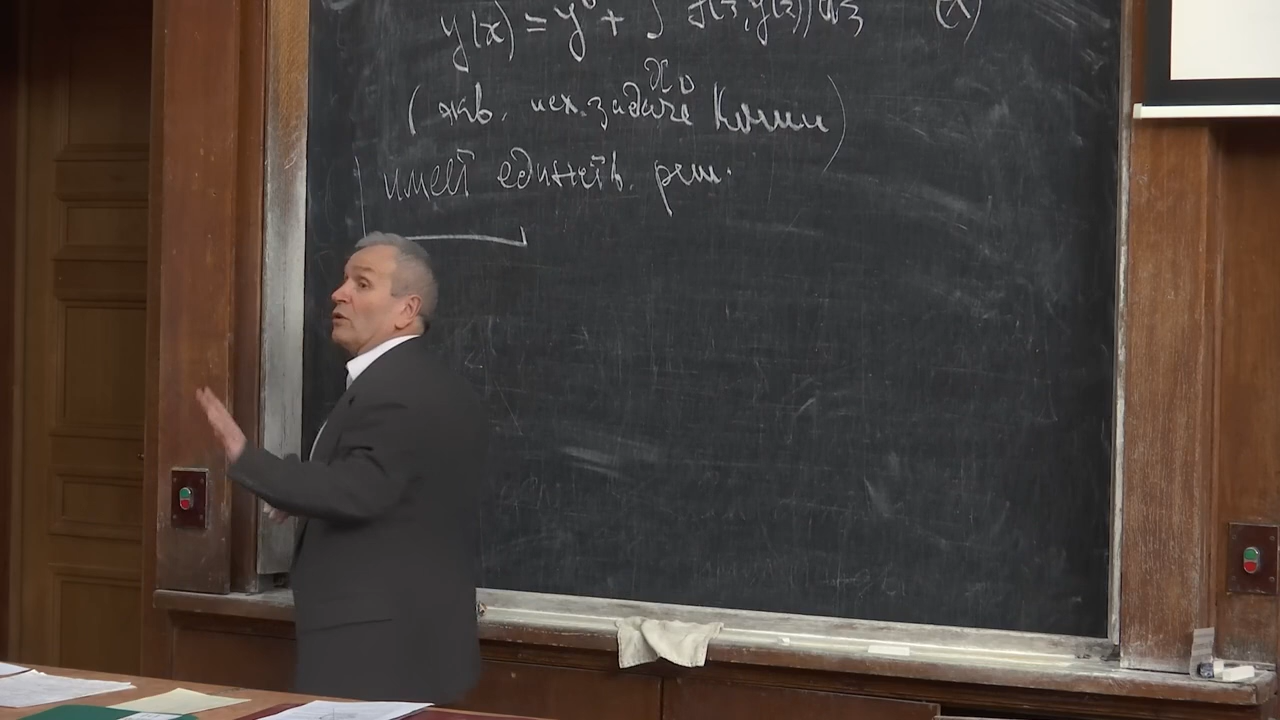 y(x) = y⁰ + ∫ f(ξ, y(ξ)) dξ (*)
x₀
(экв. исх. задаче Коши)
имеет единств. реш.